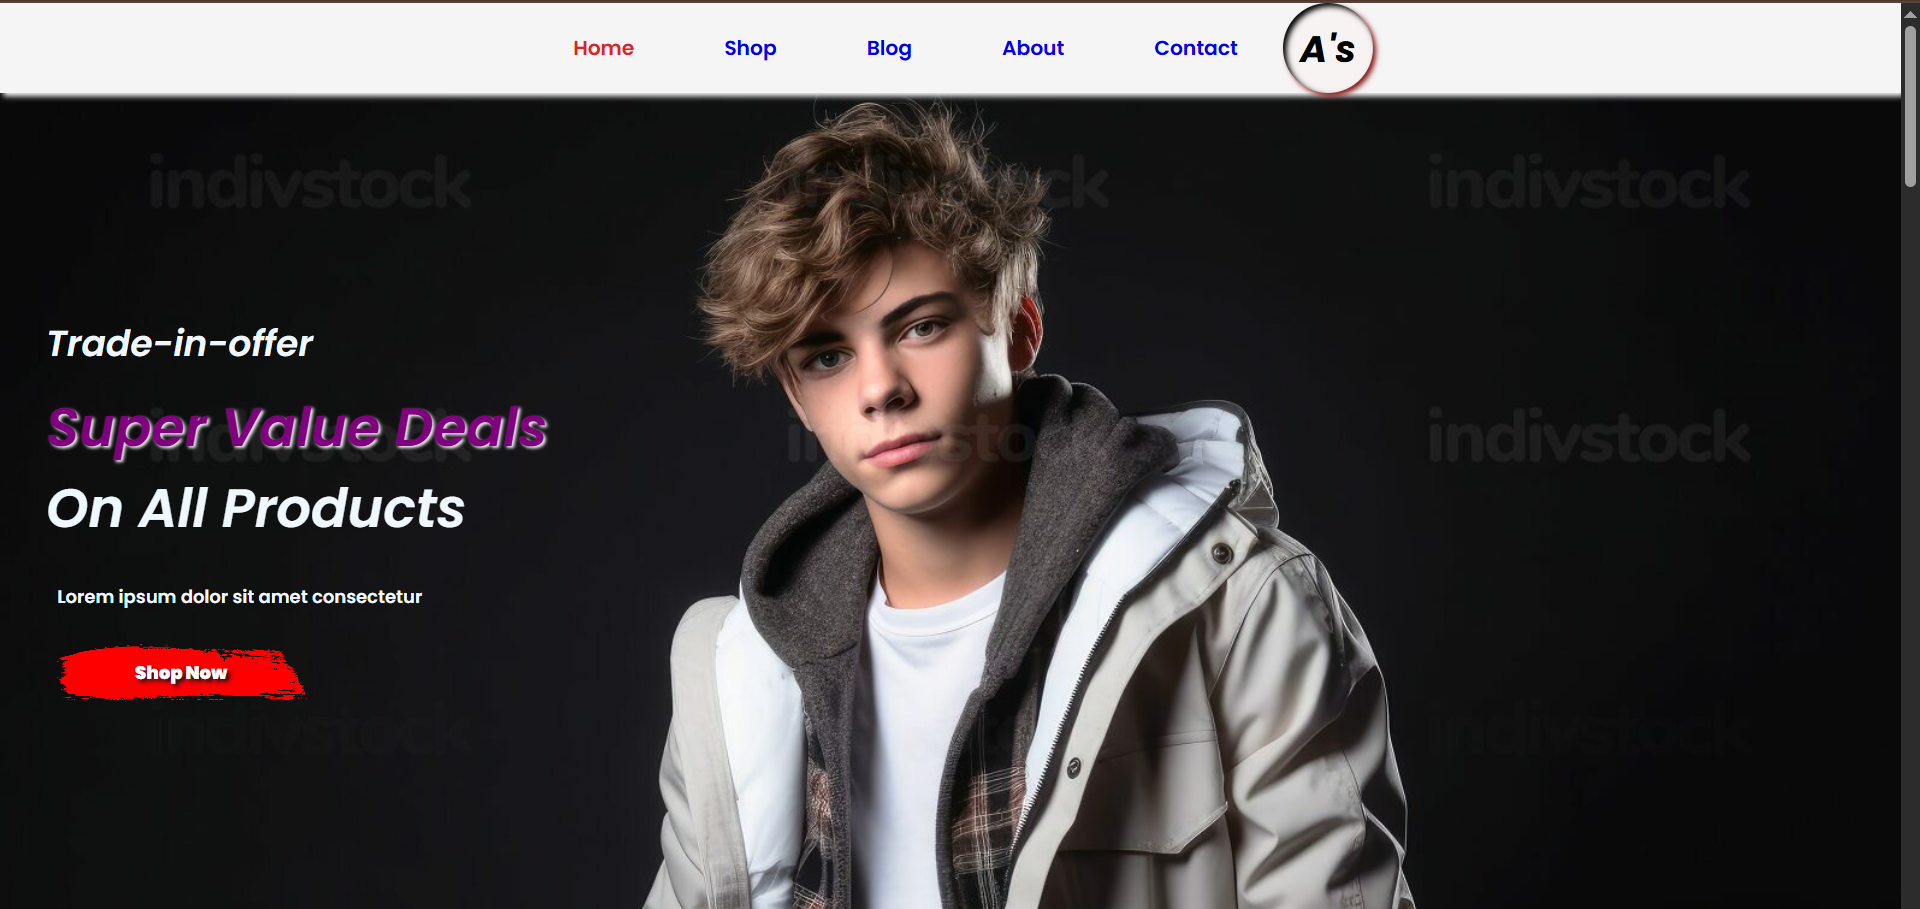 Home Shop Blog About Contact A's
indivstock indivstock
Trade-in-offer
Super Value Deals
indivstock indivstock
On All Products
Lorem ipsum dolor sit amet consectetur
Shop Now
indivstock indivstock